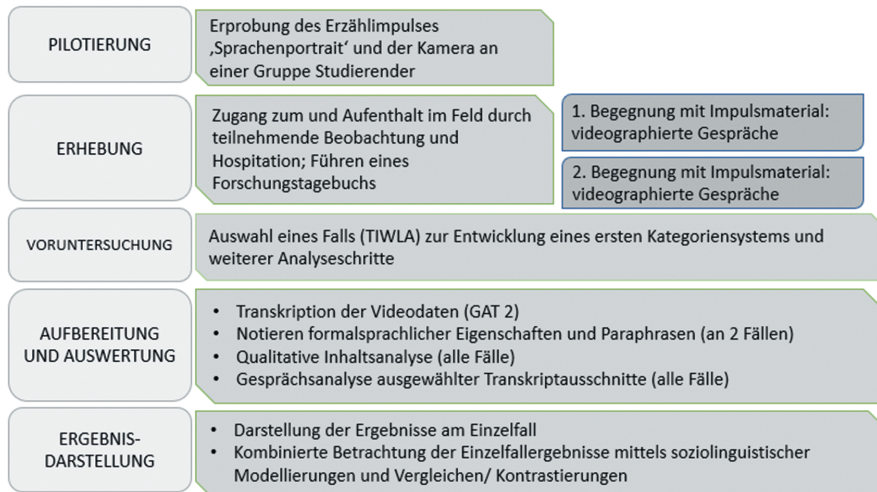 PILOTIERUNG
Erprobung des Erzählimpulses
‚Sprachenportrait‘ und der Kamera an
einer Gruppe Studierender
ERHEBUNG
Zugang zum und Aufenthalt im Feld durch
teilnehmende Beobachtung und
Hospitation; Führen eines
Forschungstagebuchs
1. Begegnung mit Impulsmaterial:
videographierte Gespräche
2. Begegnung mit Impulsmaterial:
videographierte Gespräche
VORUNTERSUCHUNG
Auswahl eines Falls (TIWLA) zur Entwicklung eines ersten Kategoriensystems und
weiterer Analyseschritte
AUFBEREITUNG
UND AUSWERTUNG
• Transkription der Videodaten (GAT 2)
• Notieren formalsprachlicher Eigenschaften und Paraphrasen (an 2 Fällen)
• Qualitative Inhaltsanalyse (alle Fälle)
• Gesprächsanalyse ausgewählter Transkriptausschnitte (alle Fälle)
ERGEBNIS-
DARSTELLUNG
• Darstellung der Ergebnisse am Einzelfall
• Kombinierte Betrachtung der Einzelfallergebnisse mittels soziolinguistischer
Modellierungen und Vergleichen/ Kontrastierungen